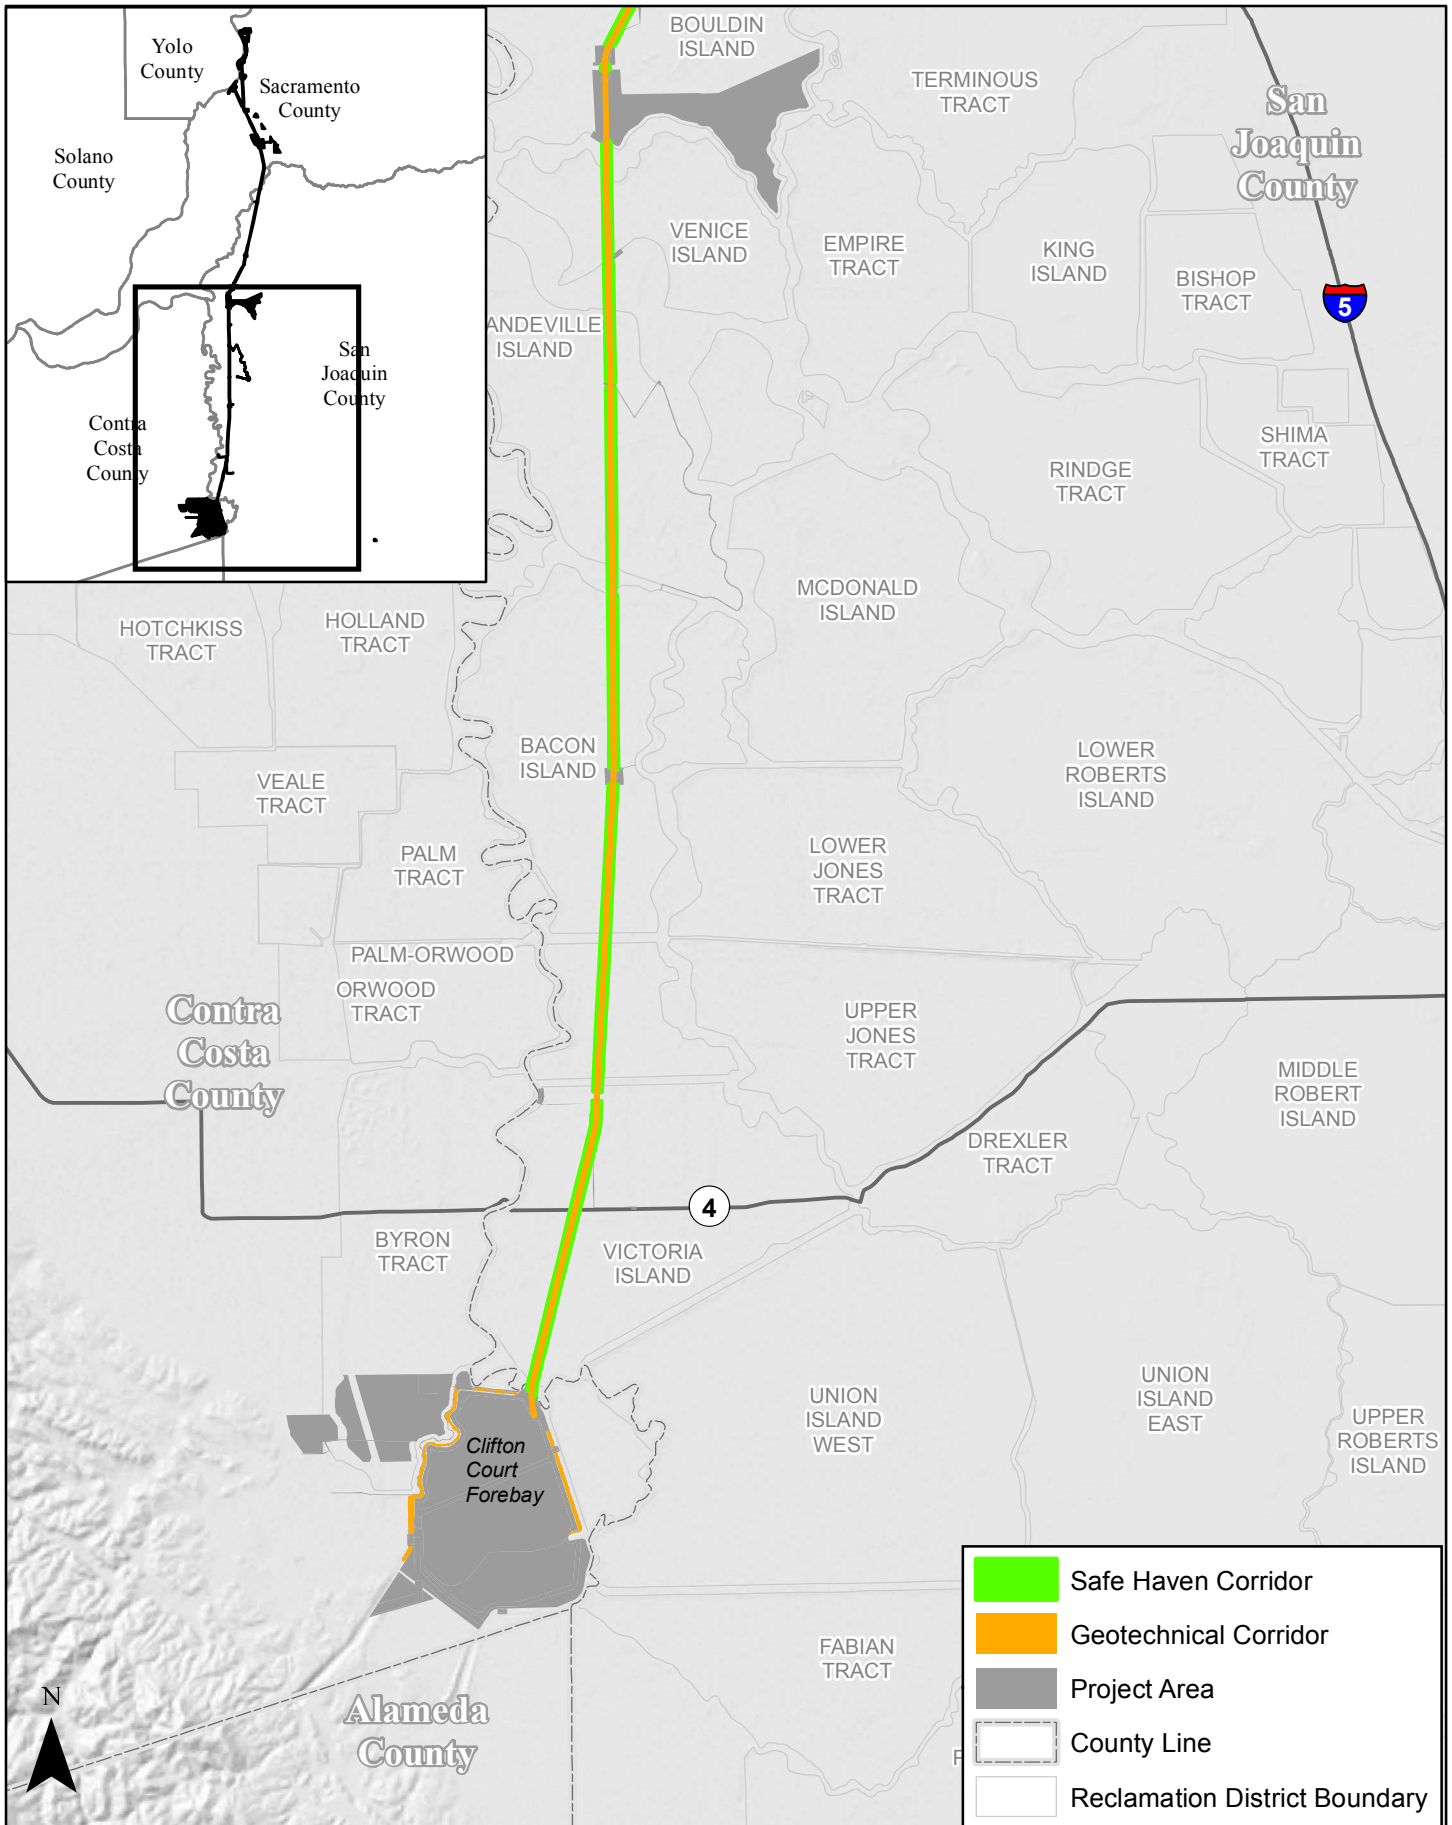 Yolo
County
Sacramento
County
Solano
County
San
Joaquin
County
Contra
Costa
County
BOULDIN
ISLAND
TERMINOUS
TRACT
San
Joaquin
County
VENICE
ISLAND
EMPIRE
TRACT
KING
ISLAND
BISHOP
TRACT
5
ANDEVILLE
ISLAND
SHIMA
TRACT
RINDGE
TRACT
MCDONALD
ISLAND
HOTCHKISS
TRACT
HOLLAND
TRACT
BACON
ISLAND
LOWER
ROBERTS
ISLAND
VEALE
TRACT
PALM
TRACT
LOWER
JONES
TRACT
PALM-ORWOOD
ORWOOD
TRACT
Contra
Costa
County
UPPER
JONES
TRACT
MIDDLE
ROBERT
ISLAND
DREXLER
TRACT
4
BYRON
TRACT
VICTORIA
ISLAND
UNION
ISLAND
WEST
UNION
ISLAND
EAST
UPPER
ROBERTS
ISLAND
Clifton
Court
Forebay
FABIAN
TRACT
N
Alameda
County
Safe Haven Corridor
Geotechnical Corridor
Project Area
County Line
Reclamation District Boundary